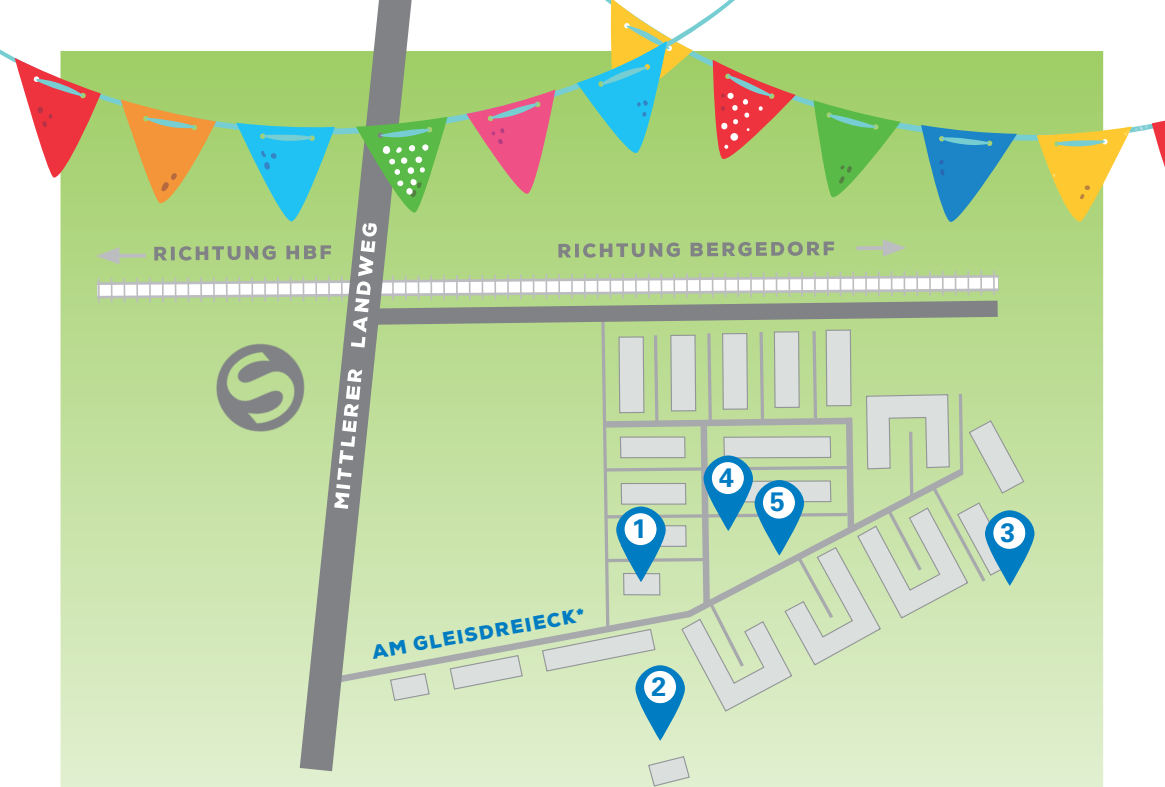 RICHTUNG HBF
RICHTUNG BERGEDORF
MITTLERER LANDWEG
S
4
5
1
3
AM GLEISDREIECK*
2